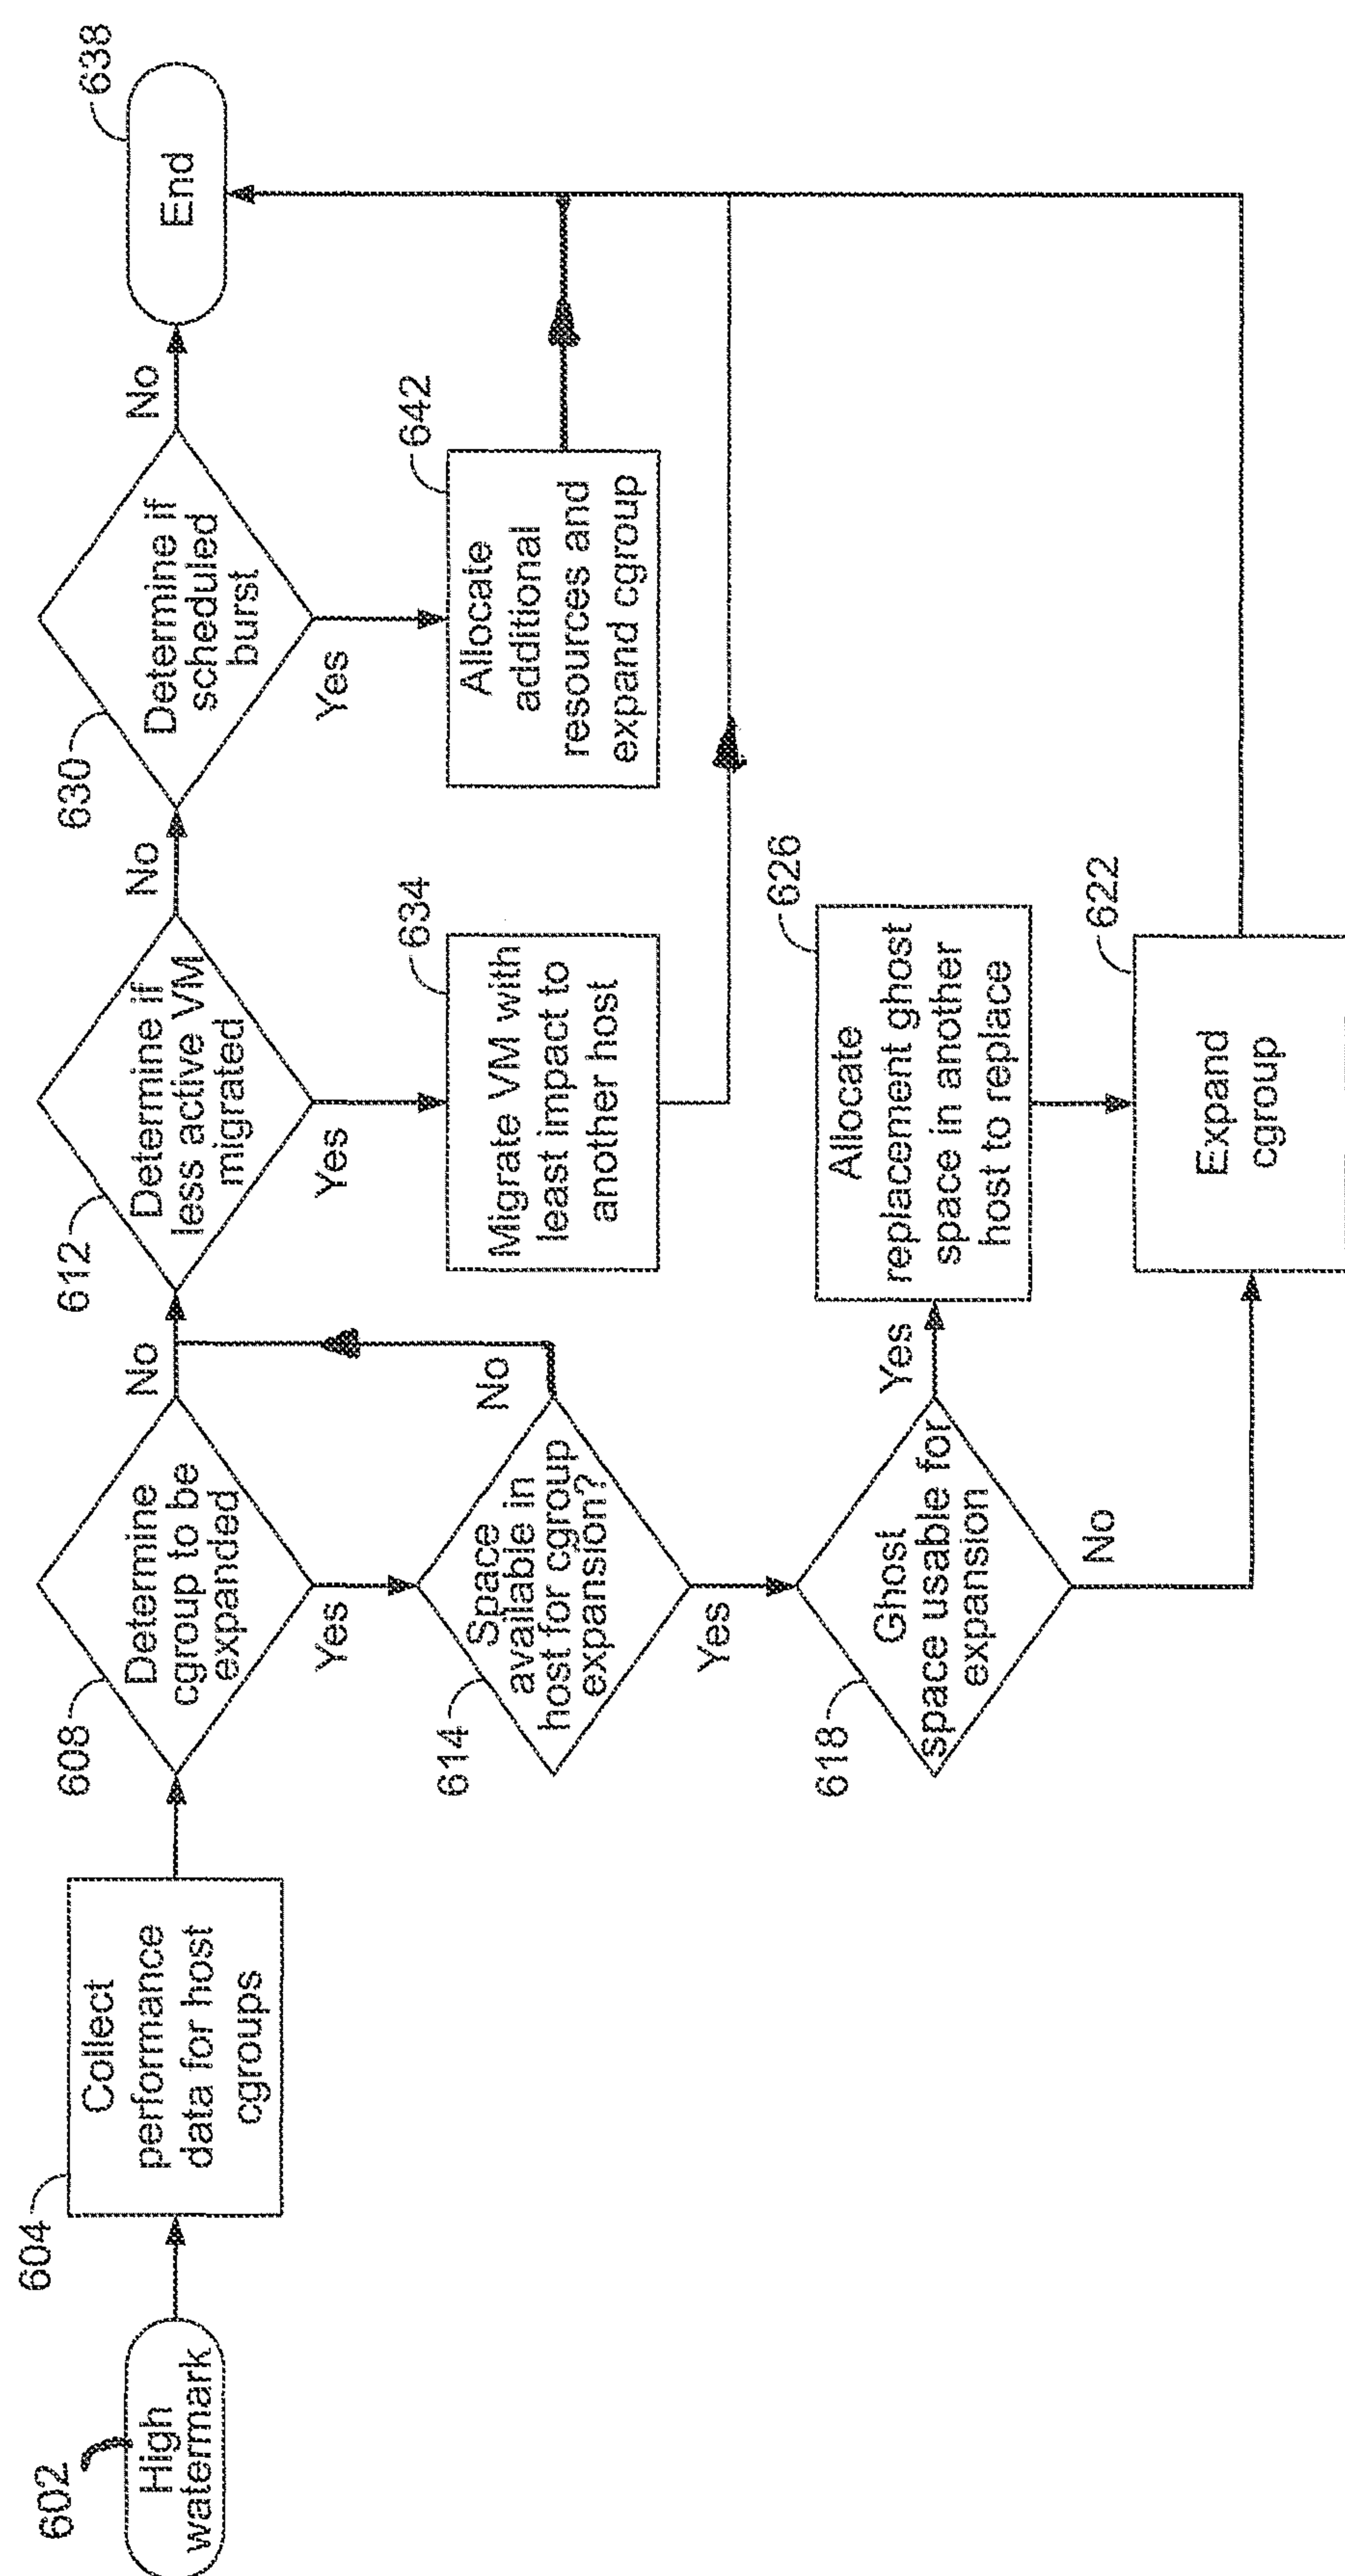 602
High
watermark
604
Collect
performance
data for host
cgroups
608
Determine
cgroup to be
expanded
No
Yes
612
Determine if
less active VM
migrated
No
Yes
630
Determine if
scheduled
burst
No
Yes
638
End
614
Space
available in
host for cgroup
expansion?
No
Yes
634
Migrate VM with
least impact to
another host
642
Allocate
additional
resources and
expand cgroup
618
Ghost
space usable for
expansion
Yes
No
626
Allocate
replacement ghost
space in another
host to replace
622
Expand
cgroup